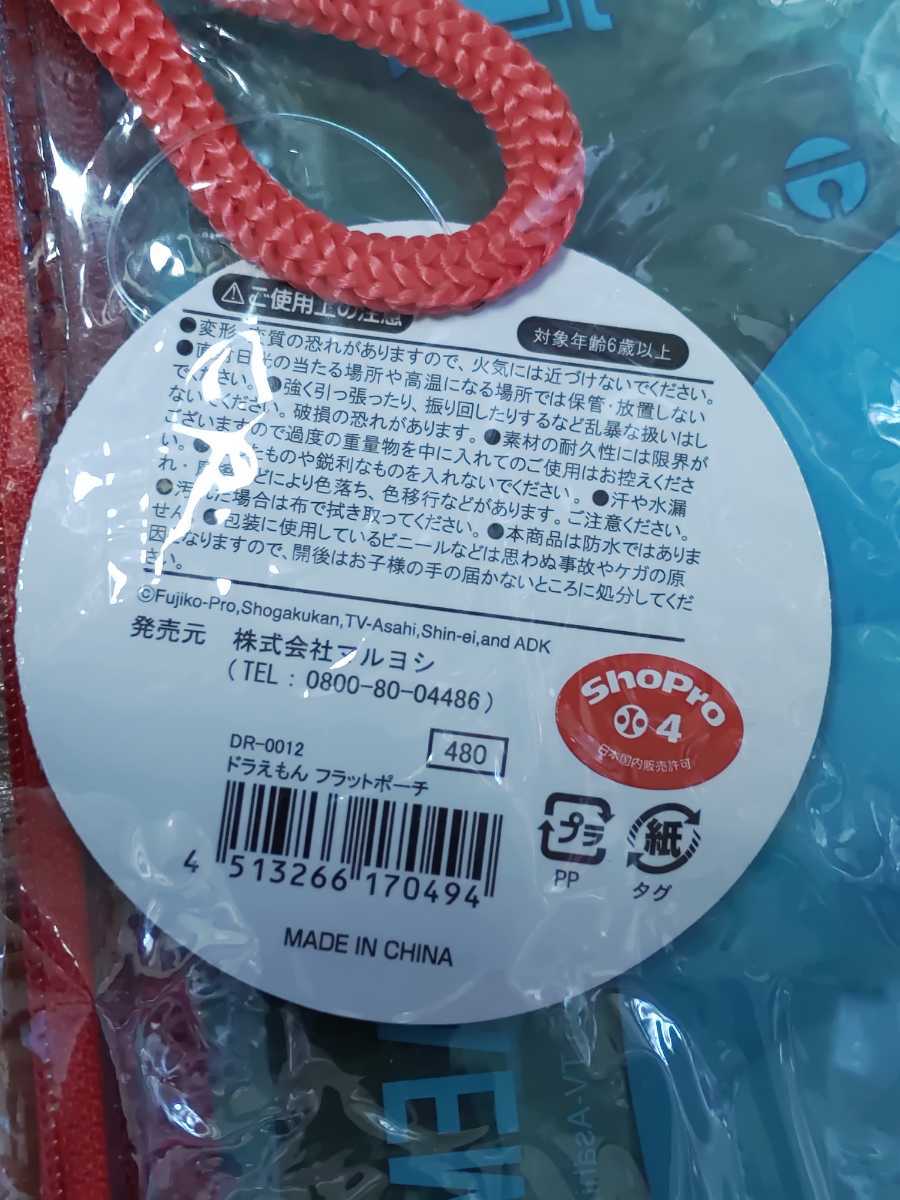 ご使用上の注意
対象年齢6歳以上
●変形・変質の恐れがありますので、火気には近づけないでください。
●直射日光の当たる場所や高温になる場所では保管・放置しない
でください。●強く引っ張ったり、振り回したりするなど乱暴な扱いはし
ないでください。破損の恐れがあります。●素材の耐久性には限界が
ございますので過度の重量物を中に入れてのご使用はお控えくださ
い。●たものや鋭利なものを入れないでください。●汗や水漏
れ・などにより色落ち、色移行などがあります。ご注意ください。
●汚れた場合は布で拭き取ってください。●本商品は防水ではありま
せん。●包装に使用しているビニールなどは思わぬ事故やケガの原
因となりますので、開後はお子様の手の届かないところに処分してくだ
さい。
©Fujiko-Pro,Shogakukan,TV-Asahi,Shin-ei,and ADK
発売元 株式会社マルヨシ
(TEL : 0800-80-04486)
ShoPro
4
日本国内販売許可
DR-0012
480
ドラえもん フラットポーチ
4 513266 170494
プラ
PP
紙
タグ
MADE IN CHINA